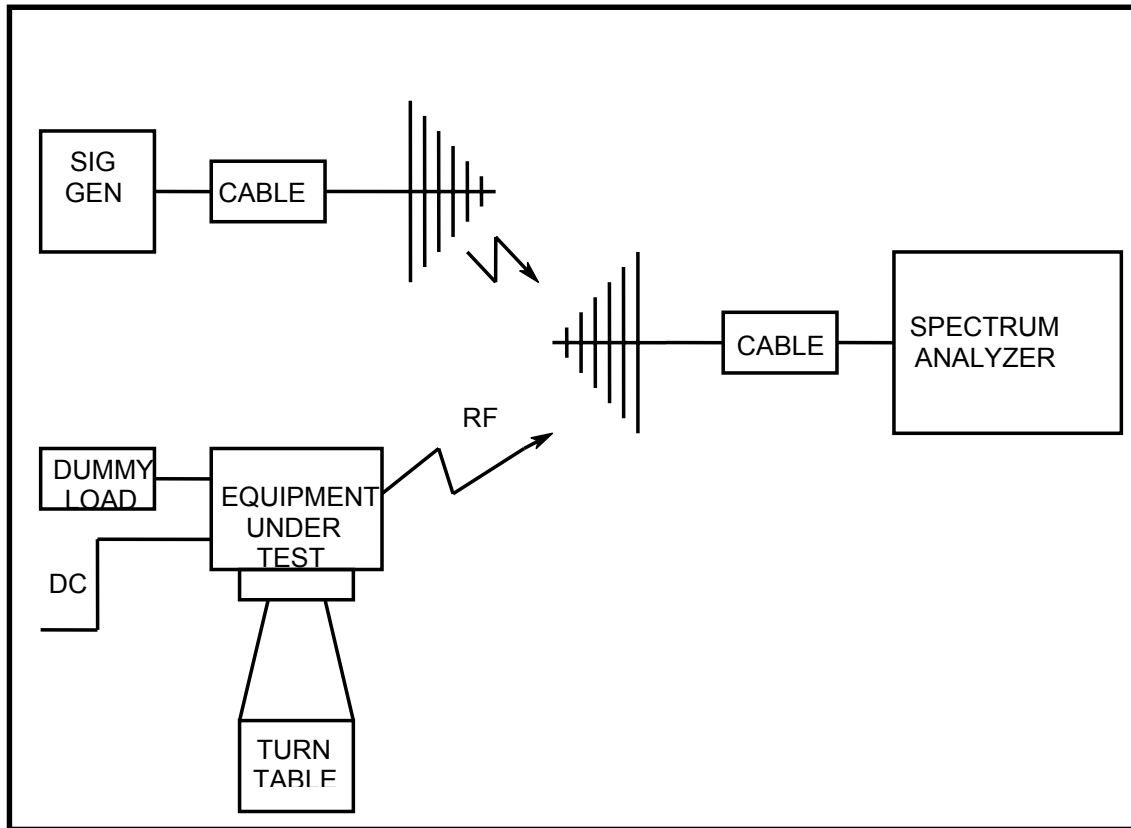 SIG
GEN
CABLE
SPECTRUM
ANALYZER
CABLE
RF
DUMMY
LOAD
EQUIPMENT
UNDER
TEST
DC
TURN
TABLE